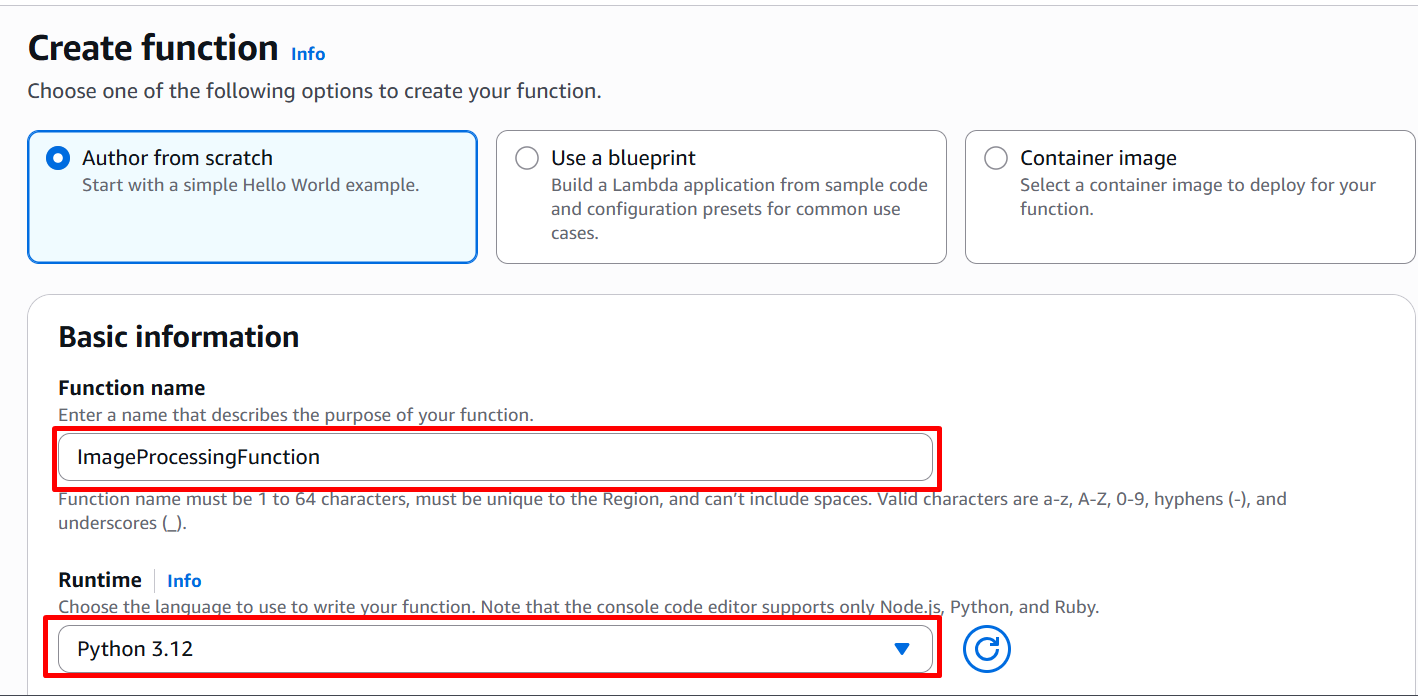 Create function Info
Choose one of the following options to create your function.
Author from scratch
Start with a simple Hello World example.
Use a blueprint
Build a Lambda application from sample code
and configuration presets for common use
cases.
Container image
Select a container image to deploy for your
function.
Basic information
Function name
Enter a name that describes the purpose of your function.
ImageProcessingFunction
Function name must be 1 to 64 characters, must be unique to the Region, and can’t include spaces. Valid characters are a-z, A-Z, 0-9, hyphens (-), and
underscores (_).
Runtime Info
Choose the language to use to write your function. Note that the console code editor supports only Node.js, Python, and Ruby.
Python 3.12